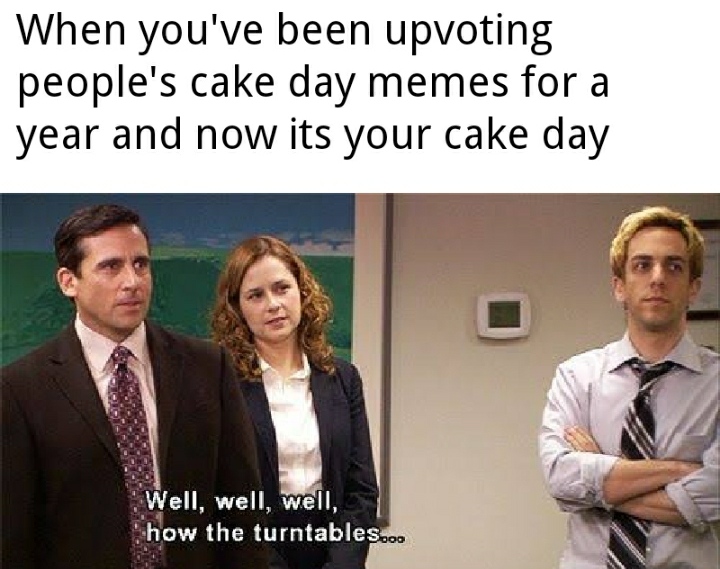 When you've been upvoting
people's cake day memes for a
year and now its your cake day
Well, well, well,
how the turntables...